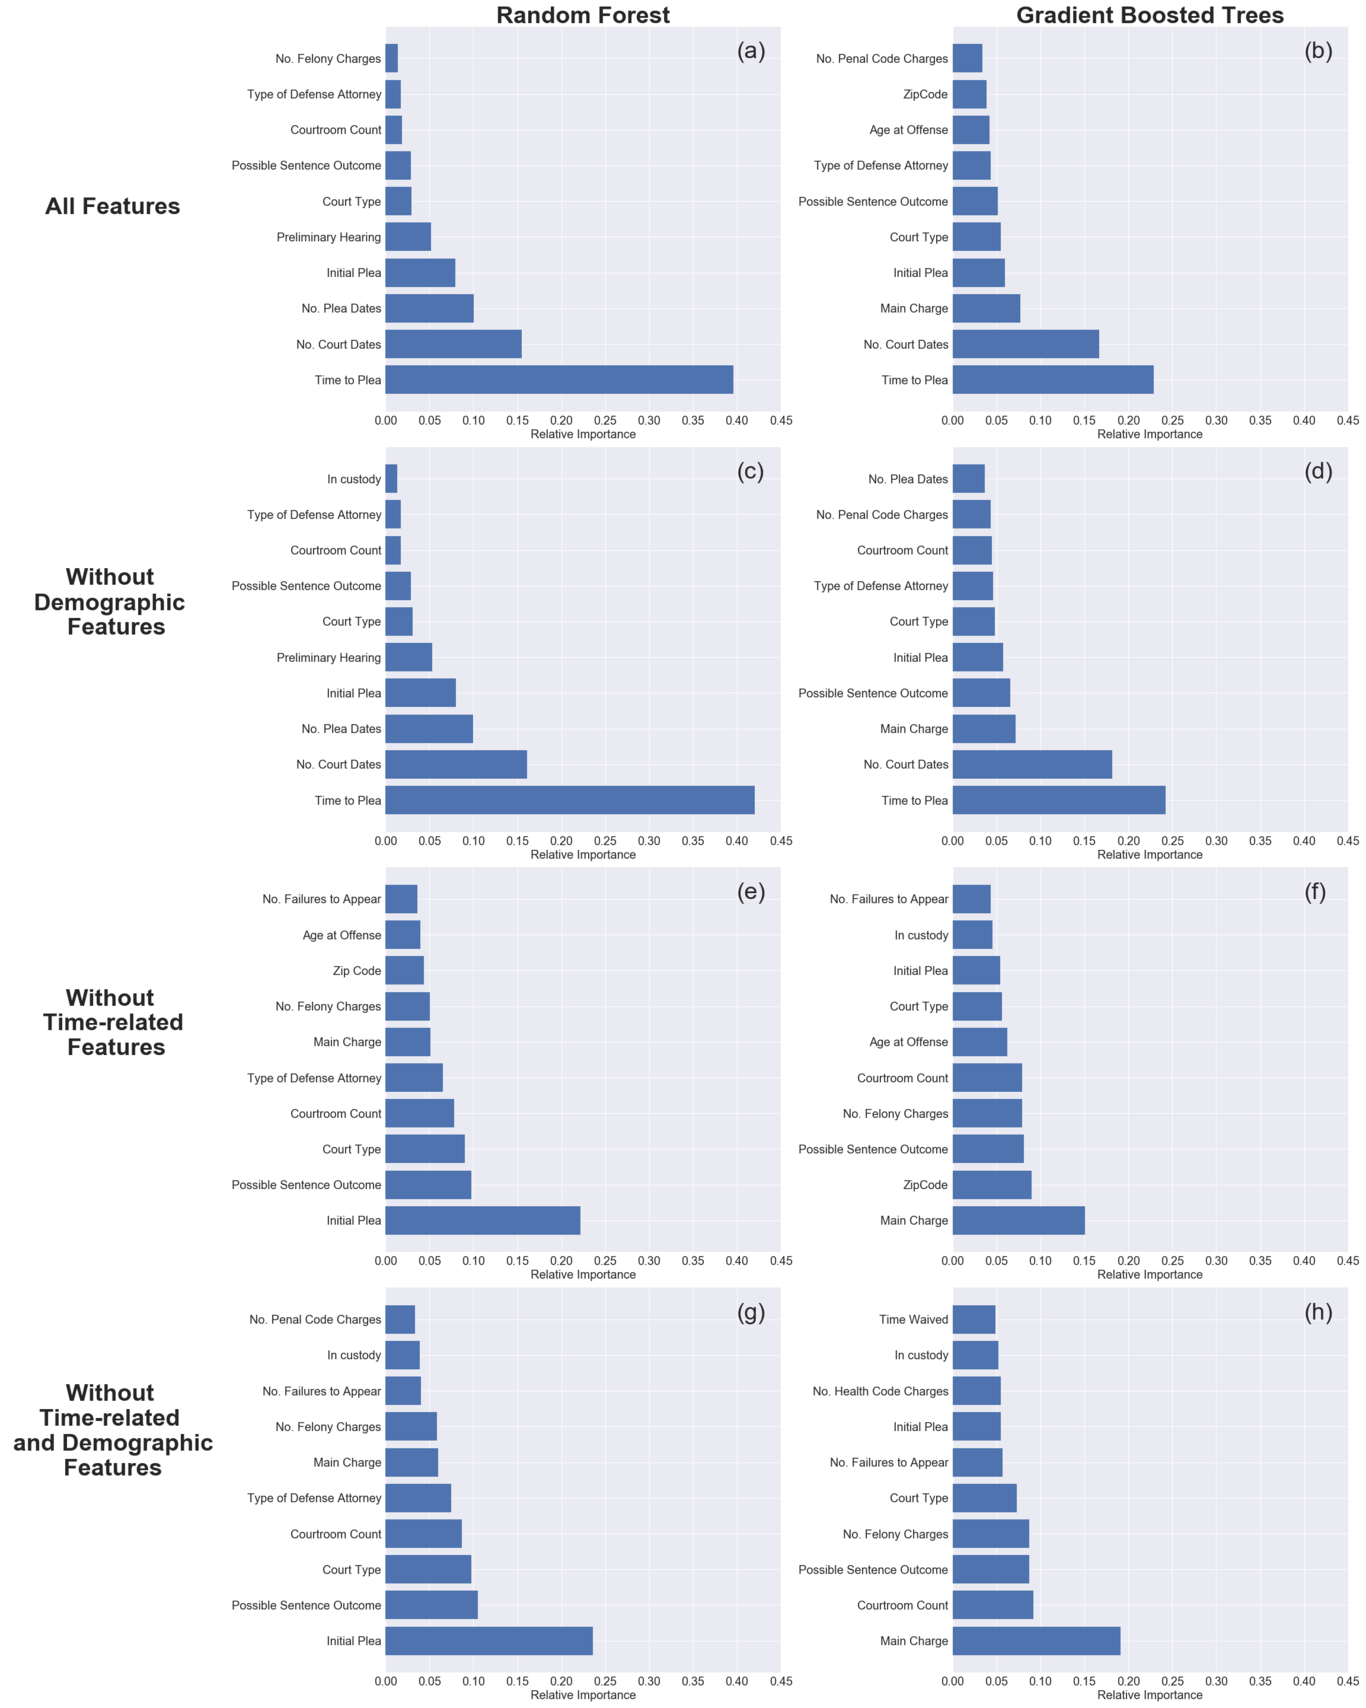 Random Forest
Gradient Boosted Trees
All Features
(a)
No. Felony Charges
Type of Defense Attorney
Courtroom Count
Possible Sentence Outcome
Court Type
Preliminary Hearing
Initial Plea
No. Plea Dates
No. Court Dates
Time to Plea
0.00 0.05 0.10 0.15 0.20 0.25 0.30 0.35 0.40 0.45
Relative Importance
(b)
No. Penal Code Charges
ZipCode
Age at Offense
Type of Defense Attorney
Possible Sentence Outcome
Court Type
Initial Plea
Main Charge
No. Court Dates
Time to Plea
0.00 0.05 0.10 0.15 0.20 0.25 0.30 0.35 0.40 0.45
Relative Importance
Without
Demographic
Features
(c)
In custody
Type of Defense Attorney
Courtroom Count
Possible Sentence Outcome
Court Type
Preliminary Hearing
Initial Plea
No. Plea Dates
No. Court Dates
Time to Plea
0.00 0.05 0.10 0.15 0.20 0.25 0.30 0.35 0.40 0.45
Relative Importance
(d)
No. Plea Dates
No. Penal Code Charges
Courtroom Count
Type of Defense Attorney
Court Type
Initial Plea
Possible Sentence Outcome
Main Charge
No. Court Dates
Time to Plea
0.00 0.05 0.10 0.15 0.20 0.25 0.30 0.35 0.40 0.45
Relative Importance
Without
Time-related
Features
(e)
No. Failures to Appear
Age at Offense
Zip Code
No. Felony Charges
Main Charge
Type of Defense Attorney
Courtroom Count
Court Type
Possible Sentence Outcome
Initial Plea
0.00 0.05 0.10 0.15 0.20 0.25 0.30 0.35 0.40 0.45
Relative Importance
(f)
No. Failures to Appear
In custody
Initial Plea
Court Type
Age at Offense
Courtroom Count
No. Felony Charges
Possible Sentence Outcome
ZipCode
Main Charge
0.00 0.05 0.10 0.15 0.20 0.25 0.30 0.35 0.40 0.45
Relative Importance
Without
Time-related
and Demographic
Features
(g)
No. Penal Code Charges
In custody
No. Failures to Appear
No. Felony Charges
Main Charge
Type of Defense Attorney
Courtroom Count
Court Type
Possible Sentence Outcome
Initial Plea
0.00 0.05 0.10 0.15 0.20 0.25 0.30 0.35 0.40 0.45
Relative Importance
(h)
Time Waived
In custody
No. Health Code Charges
Initial Plea
No. Failures to Appear
Court Type
No. Felony Charges
Possible Sentence Outcome
Courtroom Count
Main Charge
0.00 0.05 0.10 0.15 0.20 0.25 0.30 0.35 0.40 0.45
Relative Importance